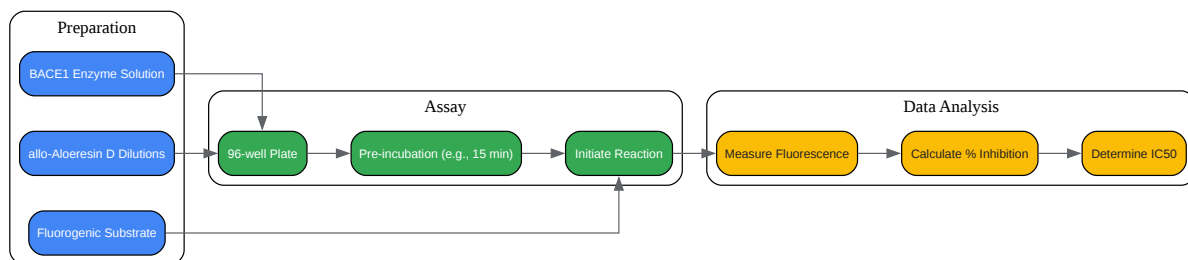 Preparation
BACE1 Enzyme Solution
allo-Aloeresin D Dilutions
Fluorogenic Substrate
Assay
96-well Plate
Pre-incubation (e.g., 15 min)
Initiate Reaction
Data Analysis
Measure Fluorescence
Calculate % Inhibition
Determine IC50